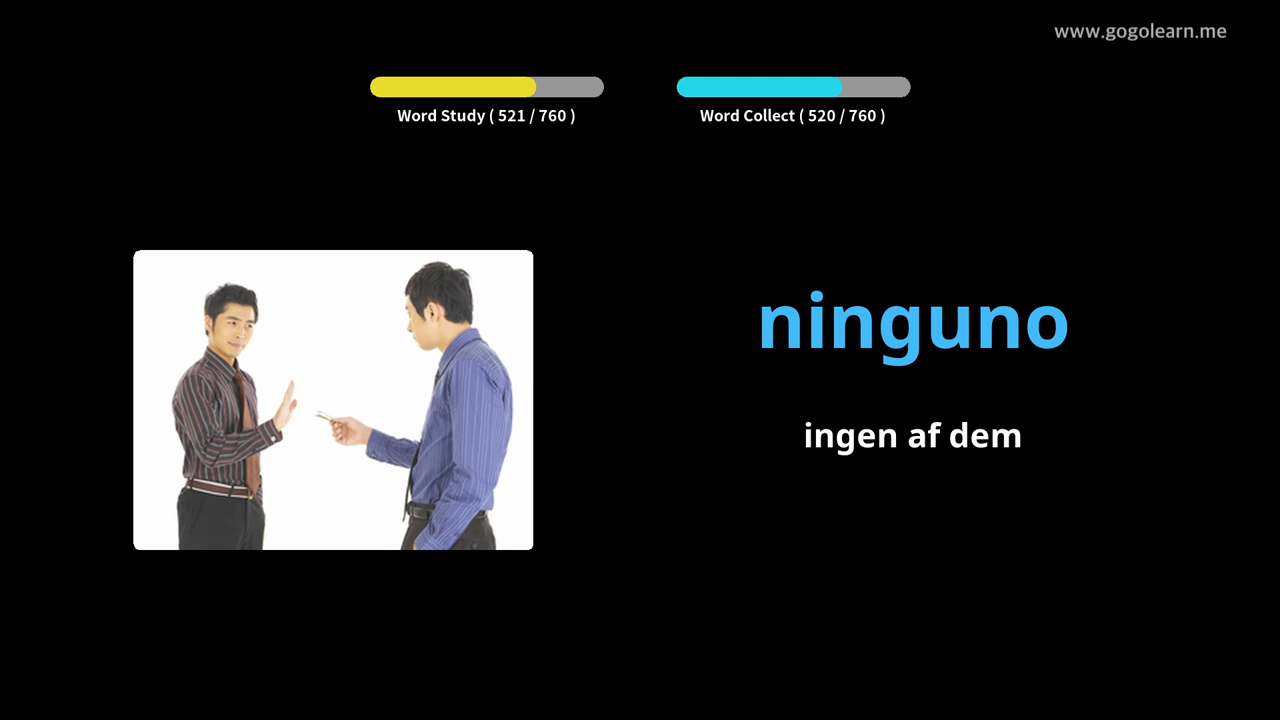 www.gogolearn.me
Word Study ( 521 / 760 )
Word Collect ( 520 / 760 )
ninguno
ingen af dem